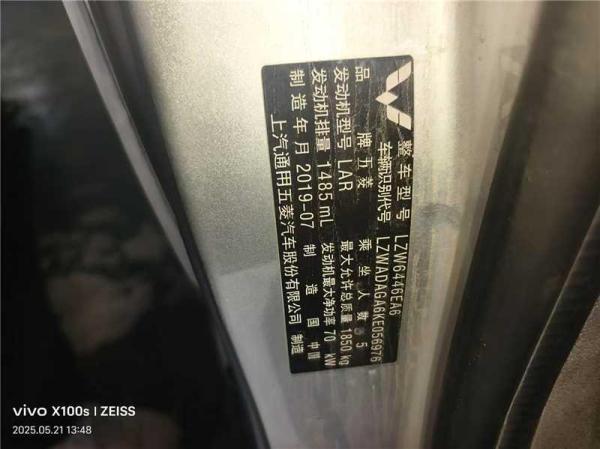 整车型号 LZW6446EA6
车辆识别代号 LZWADAGA6KE056976
品牌 五菱 乘坐人数 5
发动机型号 LAR 最大允许总质量 1850 kg
发动机排量 1485 mL 发动机最大净功率 70 kW
制造年月 2019-07 制造国 中国
上汽通用五菱汽车股份有限公司 制造
vivo X100s | ZEISS
2025.05.21 13:48